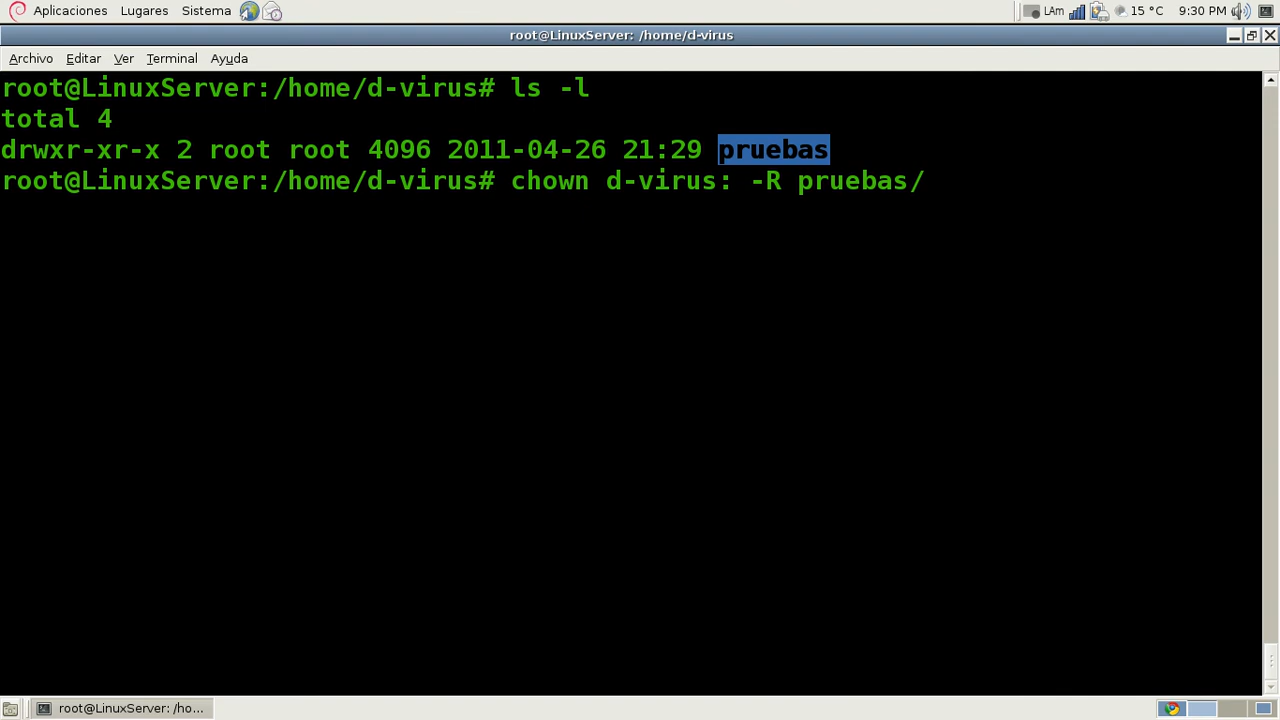 Aplicaciones Lugares Sistema LAm 15 °C 9:30 PM
root@LinuxServer: /home/d-virus
Archivo Editar Ver Terminal Ayuda
root@LinuxServer:/home/d-virus# ls -l
total 4
drwxr-xr-x 2 root root 4096 2011-04-26 21:29 pruebas
root@LinuxServer:/home/d-virus# chown d-virus: -R pruebas/
root@LinuxServer: /ho...